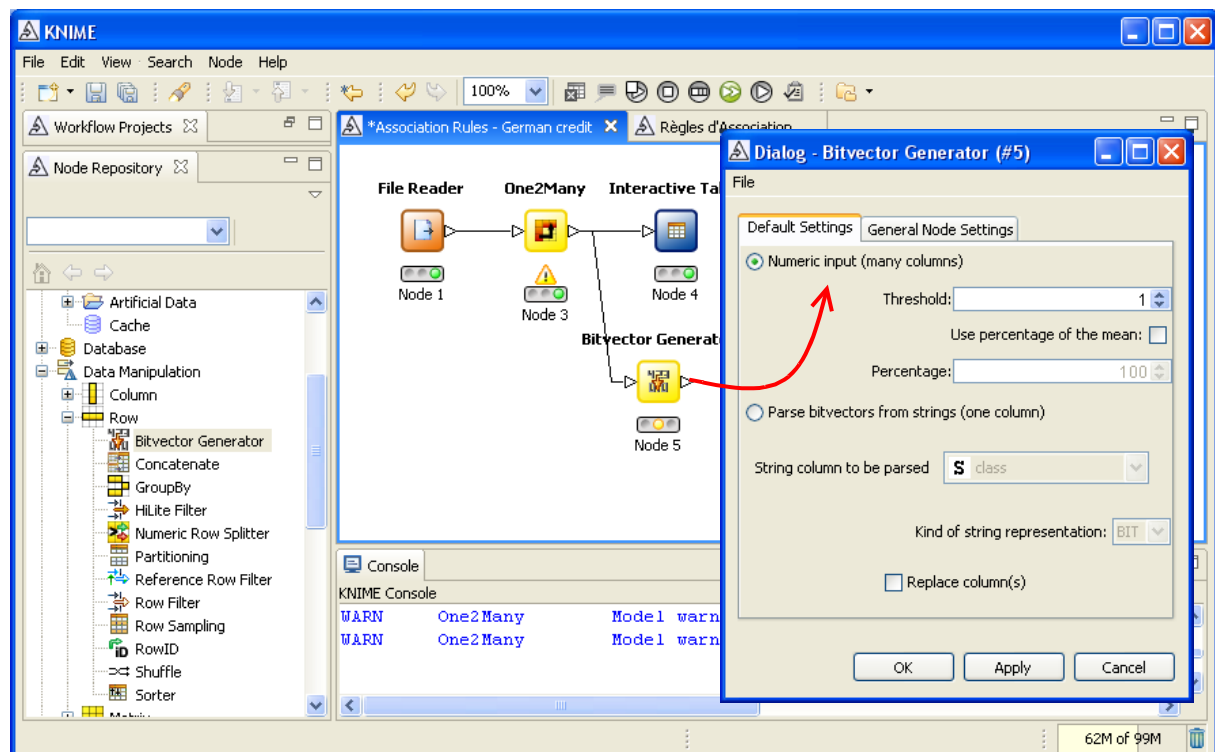 KNIME
File Edit View Search Node Help
100%
Workflow Projects
*Association Rules - German credit
Règles d'Association
Node Repository
File Reader One2Many Interactive Ta
Node 1
Node 3
Node 4
Bitvector Generat
Node 5
Artificial Data
Cache
Database
Data Manipulation
Column
Row
Bitvector Generator
Concatenate
GroupBy
HiLite Filter
Numeric Row Splitter
Partitioning
Reference Row Filter
Row Filter
Row Sampling
RowID
Shuffle
Sorter
Console
KNIME Console
WARN One2Many Model warn
WARN One2Many Model warn
Dialog - Bitvector Generator (#5)
File
Default Settings General Node Settings
Numeric input (many columns)
Threshold: 1
Use percentage of the mean:
Percentage: 100
Parse bitvectors from strings (one column)
String column to be parsed S class
Kind of string representation: BIT
Replace column(s)
OK Apply Cancel
62M of 99M